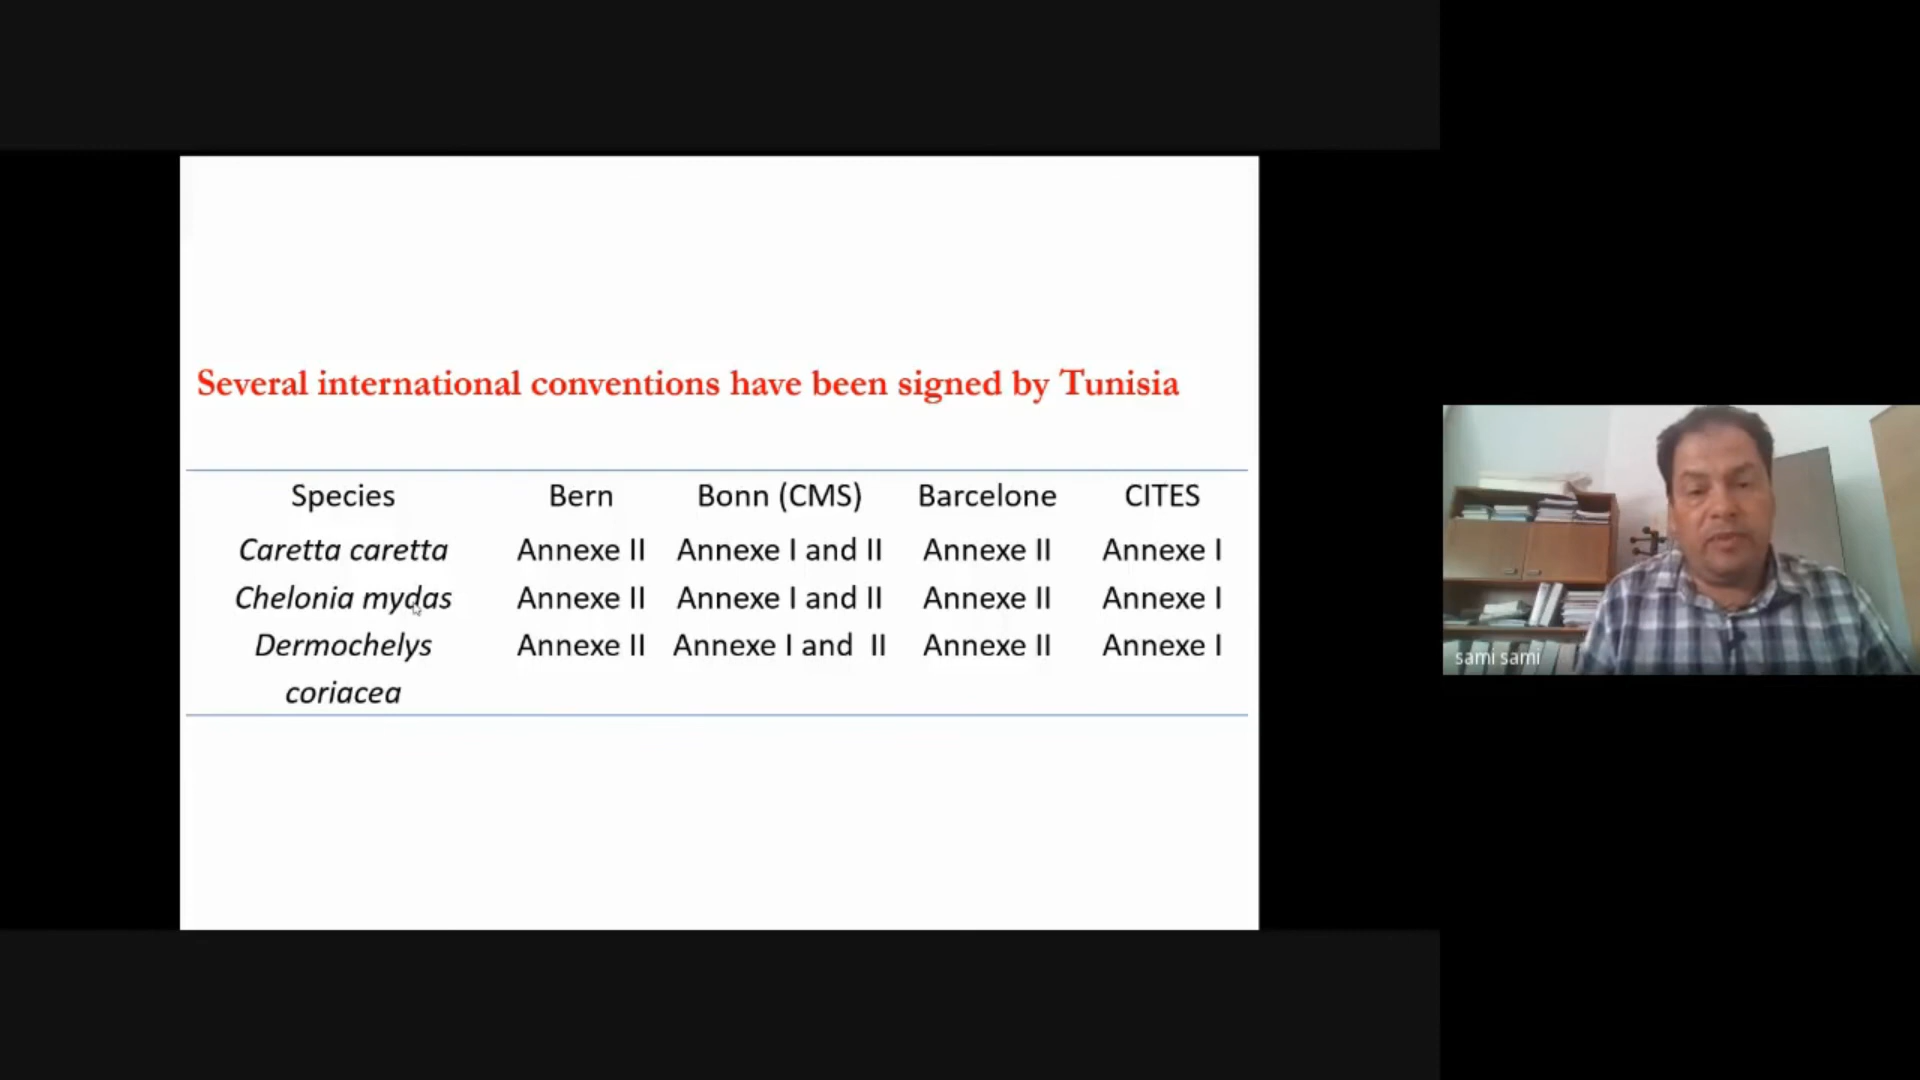 Several international conventions have been signed by Tunisia
Species Bern Bonn (CMS) Barcelone CITES
Caretta caretta Annexe II Annexe I and II Annexe II Annexe I
Chelonia mydas Annexe II Annexe I and II Annexe II Annexe I
Dermochelys Annexe II Annexe I and II Annexe II Annexe I
coriacea
sami sami